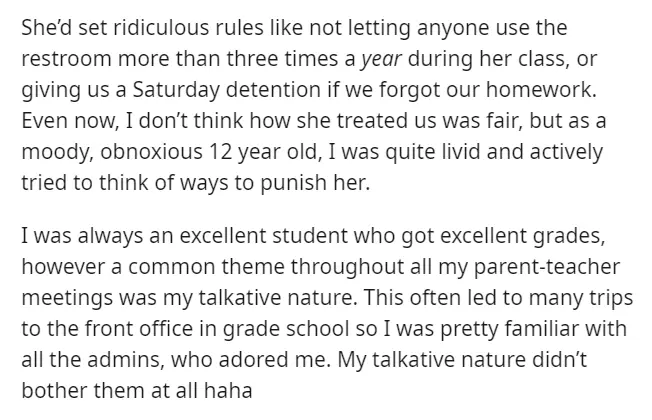 She’d set ridiculous rules like not letting anyone use the
restroom more than three times a year during her class, or
giving us a Saturday detention if we forgot our homework.
Even now, I don’t think how she treated us was fair, but as a
moody, obnoxious 12 year old, I was quite livid and actively
tried to think of ways to punish her.
I was always an excellent student who got excellent grades,
however a common theme throughout all my parent-teacher
meetings was my talkative nature. This often led to many trips
to the front office in grade school so I was pretty familiar with
all the admins, who adored me. My talkative nature didn’t
bother them at all haha